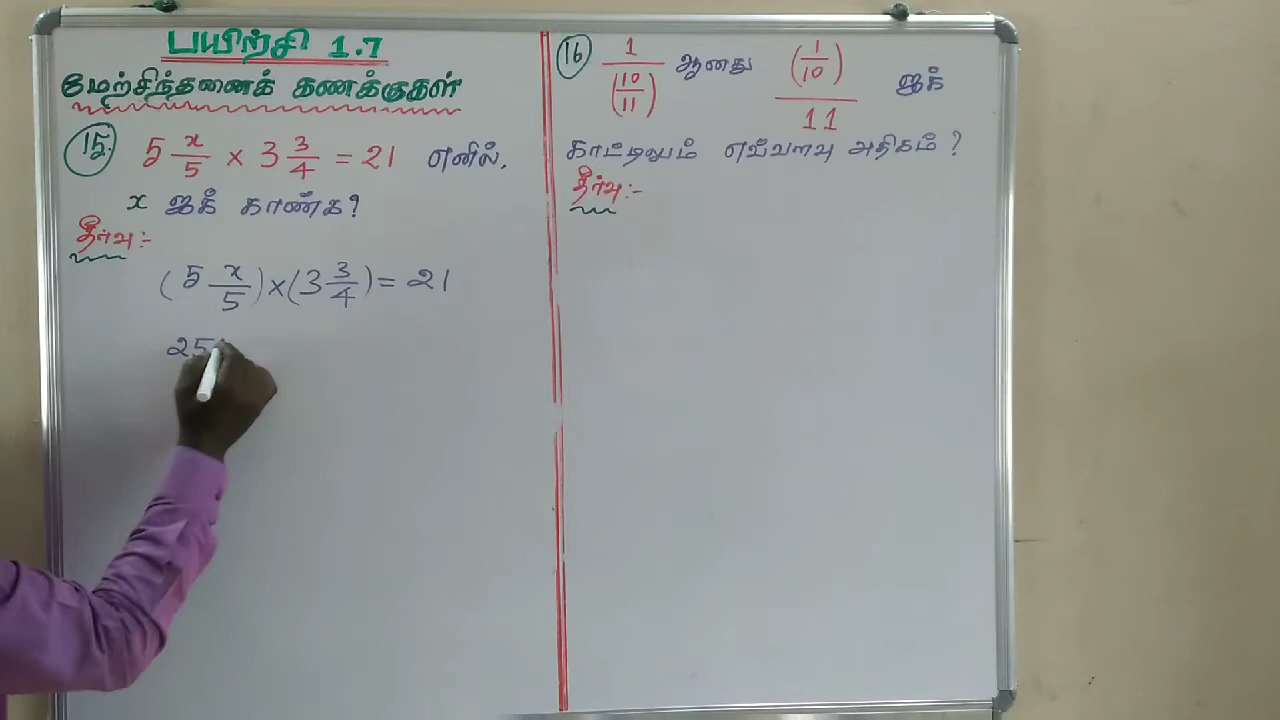 பயிற்சி 1.7
மேற்சிந்தனைக் கணக்குகள்
15. 5 x/5 × 3 3/4 = 21 எனில்,
x ஐக் காண்க?
தீர்வு:-
(5 x/5) × (3 3/4) = 21
25
16 1/(10/11) ஆனது (1/10)/11 ஐக்
காட்டிலும் எவ்வளவு அதிகம்?
தீர்வு:-